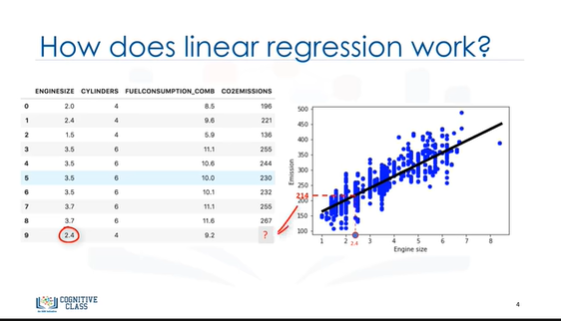 How does linear regression work?
ENGINESIZE CYLINDERS FUELCONSUMPTION_COMB CO2EMISSIONS
0 2.0 4 8.5 196
1 2.4 4 9.6 221
2 1.5 4 5.9 136
3 3.5 6 11.1 255
4 3.5 6 10.6 244
5 3.5 6 10.0 230
6 3.5 6 10.1 232
7 3.7 6 11.1 255
8 3.7 6 11.6 267
9 2.4 4 9.2 ?
500
450
400
350
300
250
214
200
150
100
Emission
1 2 3 4 5 6 7 8
2.4
Engine size
COGNITIVE
CLASS
4